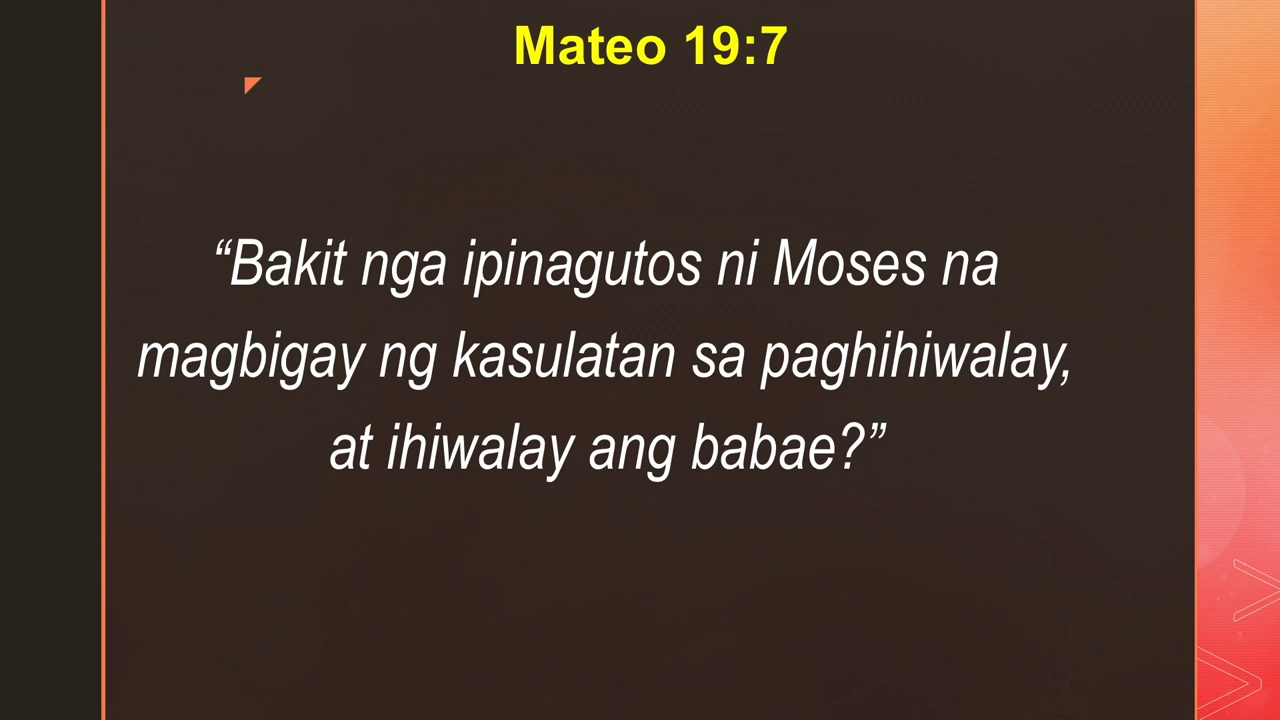 Mateo 19:7
“Bakit nga ipinagutos ni Moses na
magbigay ng kasulatan sa paghihiwalay,
at ihiwalay ang babae?”